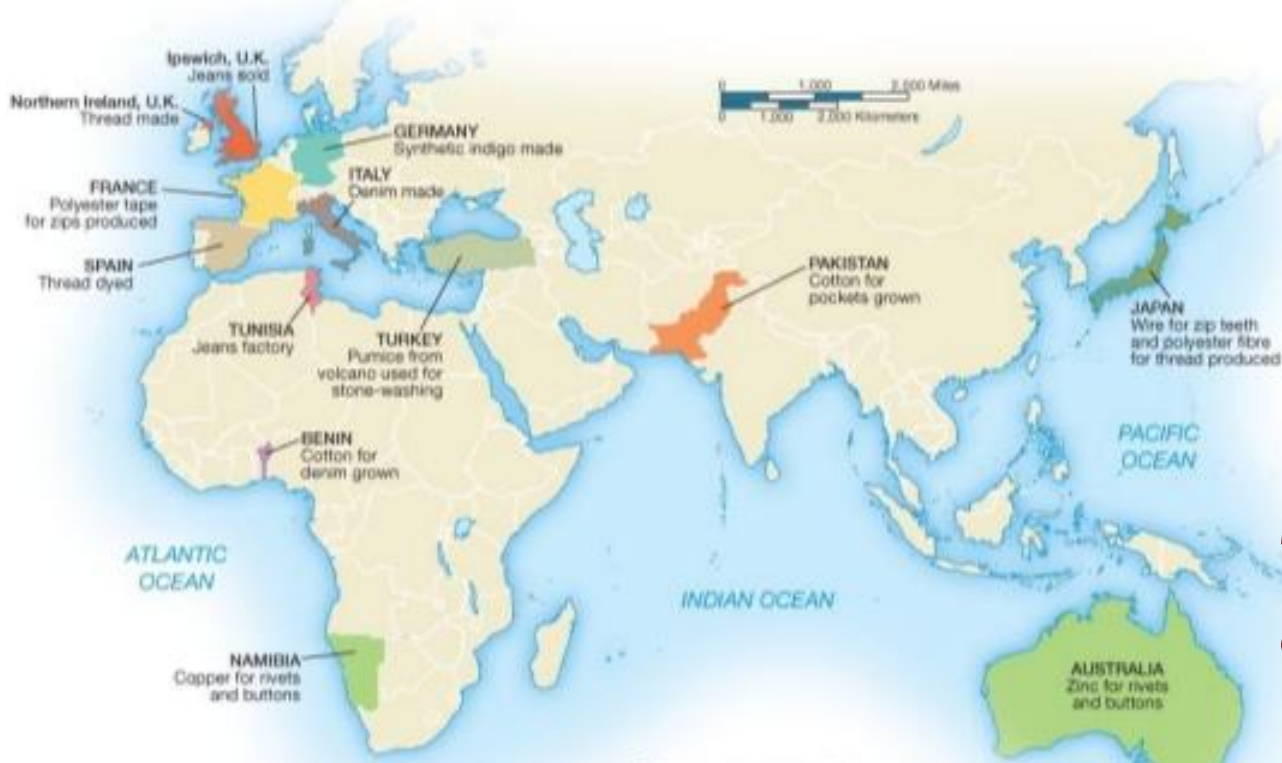 Ipswich, U.K.
Jeans sold
Northern Ireland, U.K.
Thread made
0 1,000 2,000 Miles
0 1,000 2,000 Kilometers
GERMANY
Synthetic indigo made
ITALY
Denim made
FRANCE
Polyester tape
for zips produced
SPAIN
Thread dyed
PAKISTAN
Cotton for
pockets grown
JAPAN
Wire for zip teeth
and polyester fibre
for thread produced
TUNISIA
Jeans factory
TURKEY
Pumice from
volcano used for
stone-washing
BENIN
Cotton for
denim grown
PACIFIC
OCEAN
ATLANTIC
OCEAN
INDIAN OCEAN
NAMIBIA
Copper for rivets
and buttons
AUSTRALIA
Zinc for rivets
and buttons